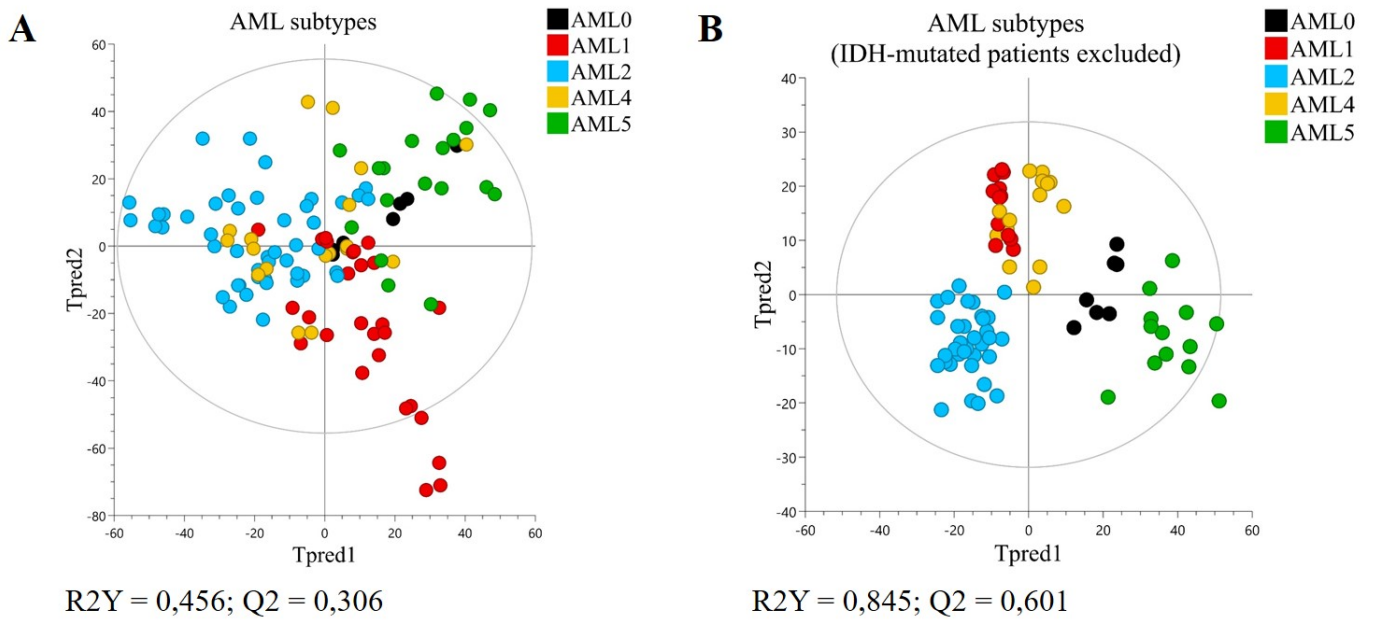 A
AML subtypes
AML0
AML1
AML2
AML4
AML5
60
40
20
0
-20
-40
-60
-80
Tpred2
-60 -40 -20 0 20 40 60
Tpred1
R2Y = 0,456; Q2 = 0,306
B
AML subtypes
(IDH-mutated patients excluded)
AML0
AML1
AML2
AML4
AML5
40
30
20
10
0
-10
-20
-30
-40
Tpred2
-60 -40 -20 0 20 40 60
Tpred1
R2Y = 0,845; Q2 = 0,601